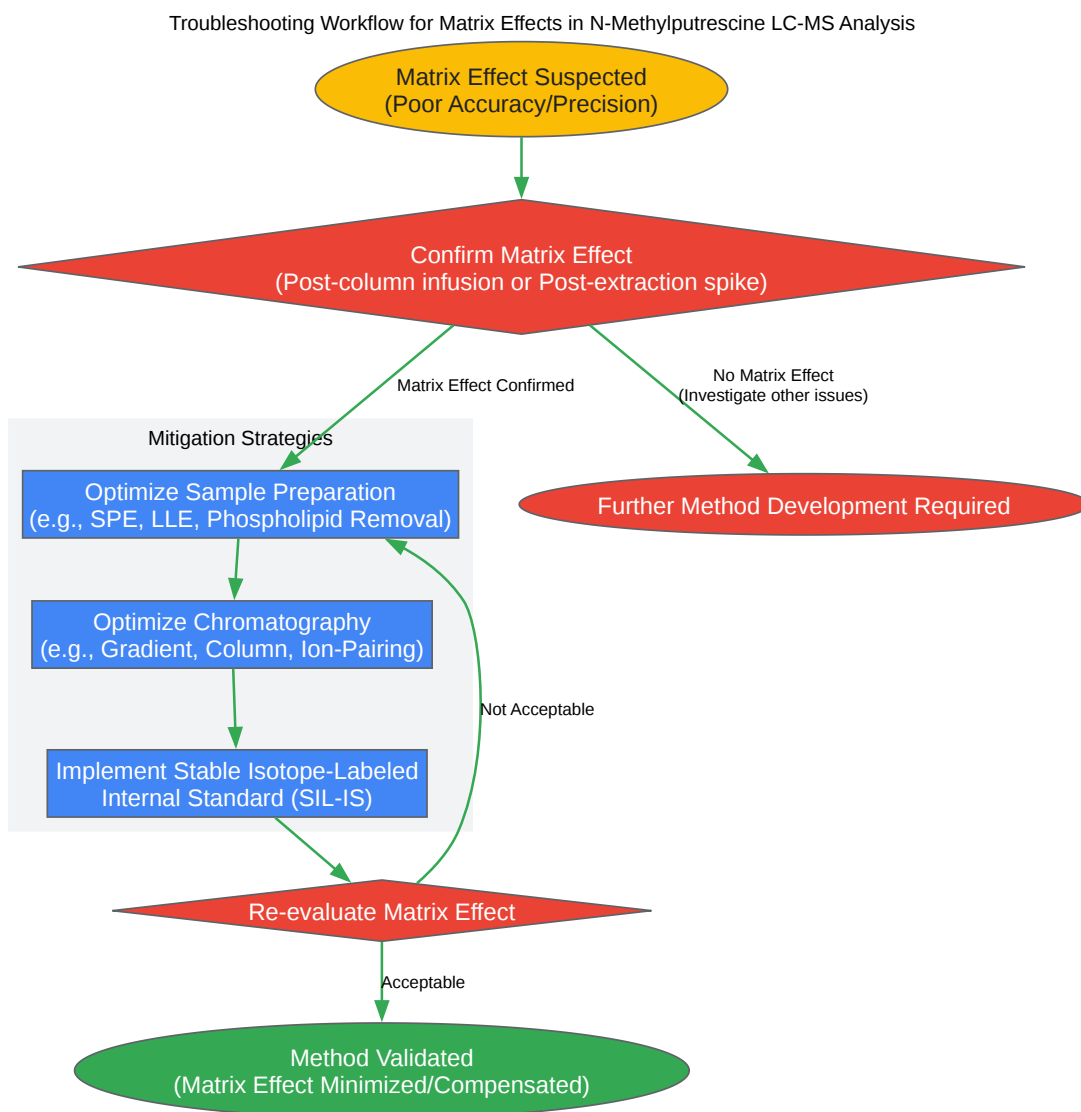 Troubleshooting Workflow for Matrix Effects in N-Methylputrescine LC-MS Analysis
Matrix Effect Suspected
(Poor Accuracy/Precision)
Confirm Matrix Effect
(Post-column infusion or Post-extraction spike)
Matrix Effect Confirmed
No Matrix Effect
(Investigate other issues)
Mitigation Strategies
Optimize Sample Preparation
(e.g., SPE, LLE, Phospholipid Removal)
Further Method Development Required
Optimize Chromatography
(e.g., Gradient, Column, Ion-Pairing)
Not Acceptable
Implement Stable Isotope-Labeled
Internal Standard (SIL-IS)
Re-evaluate Matrix Effect
Acceptable
Method Validated
(Matrix Effect Minimized/Compensated)